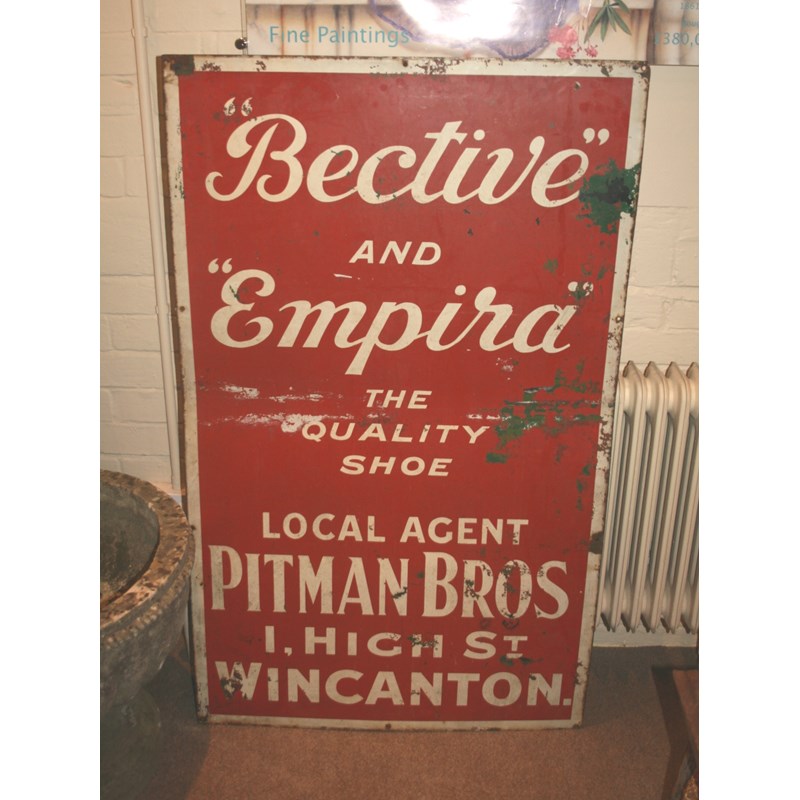 Fine Paintings
"Bective"
AND
"Empira"
THE
QUALITY
SHOE
LOCAL AGENT
PITMAN BROS
1, HIGH ST
WINCANTON.